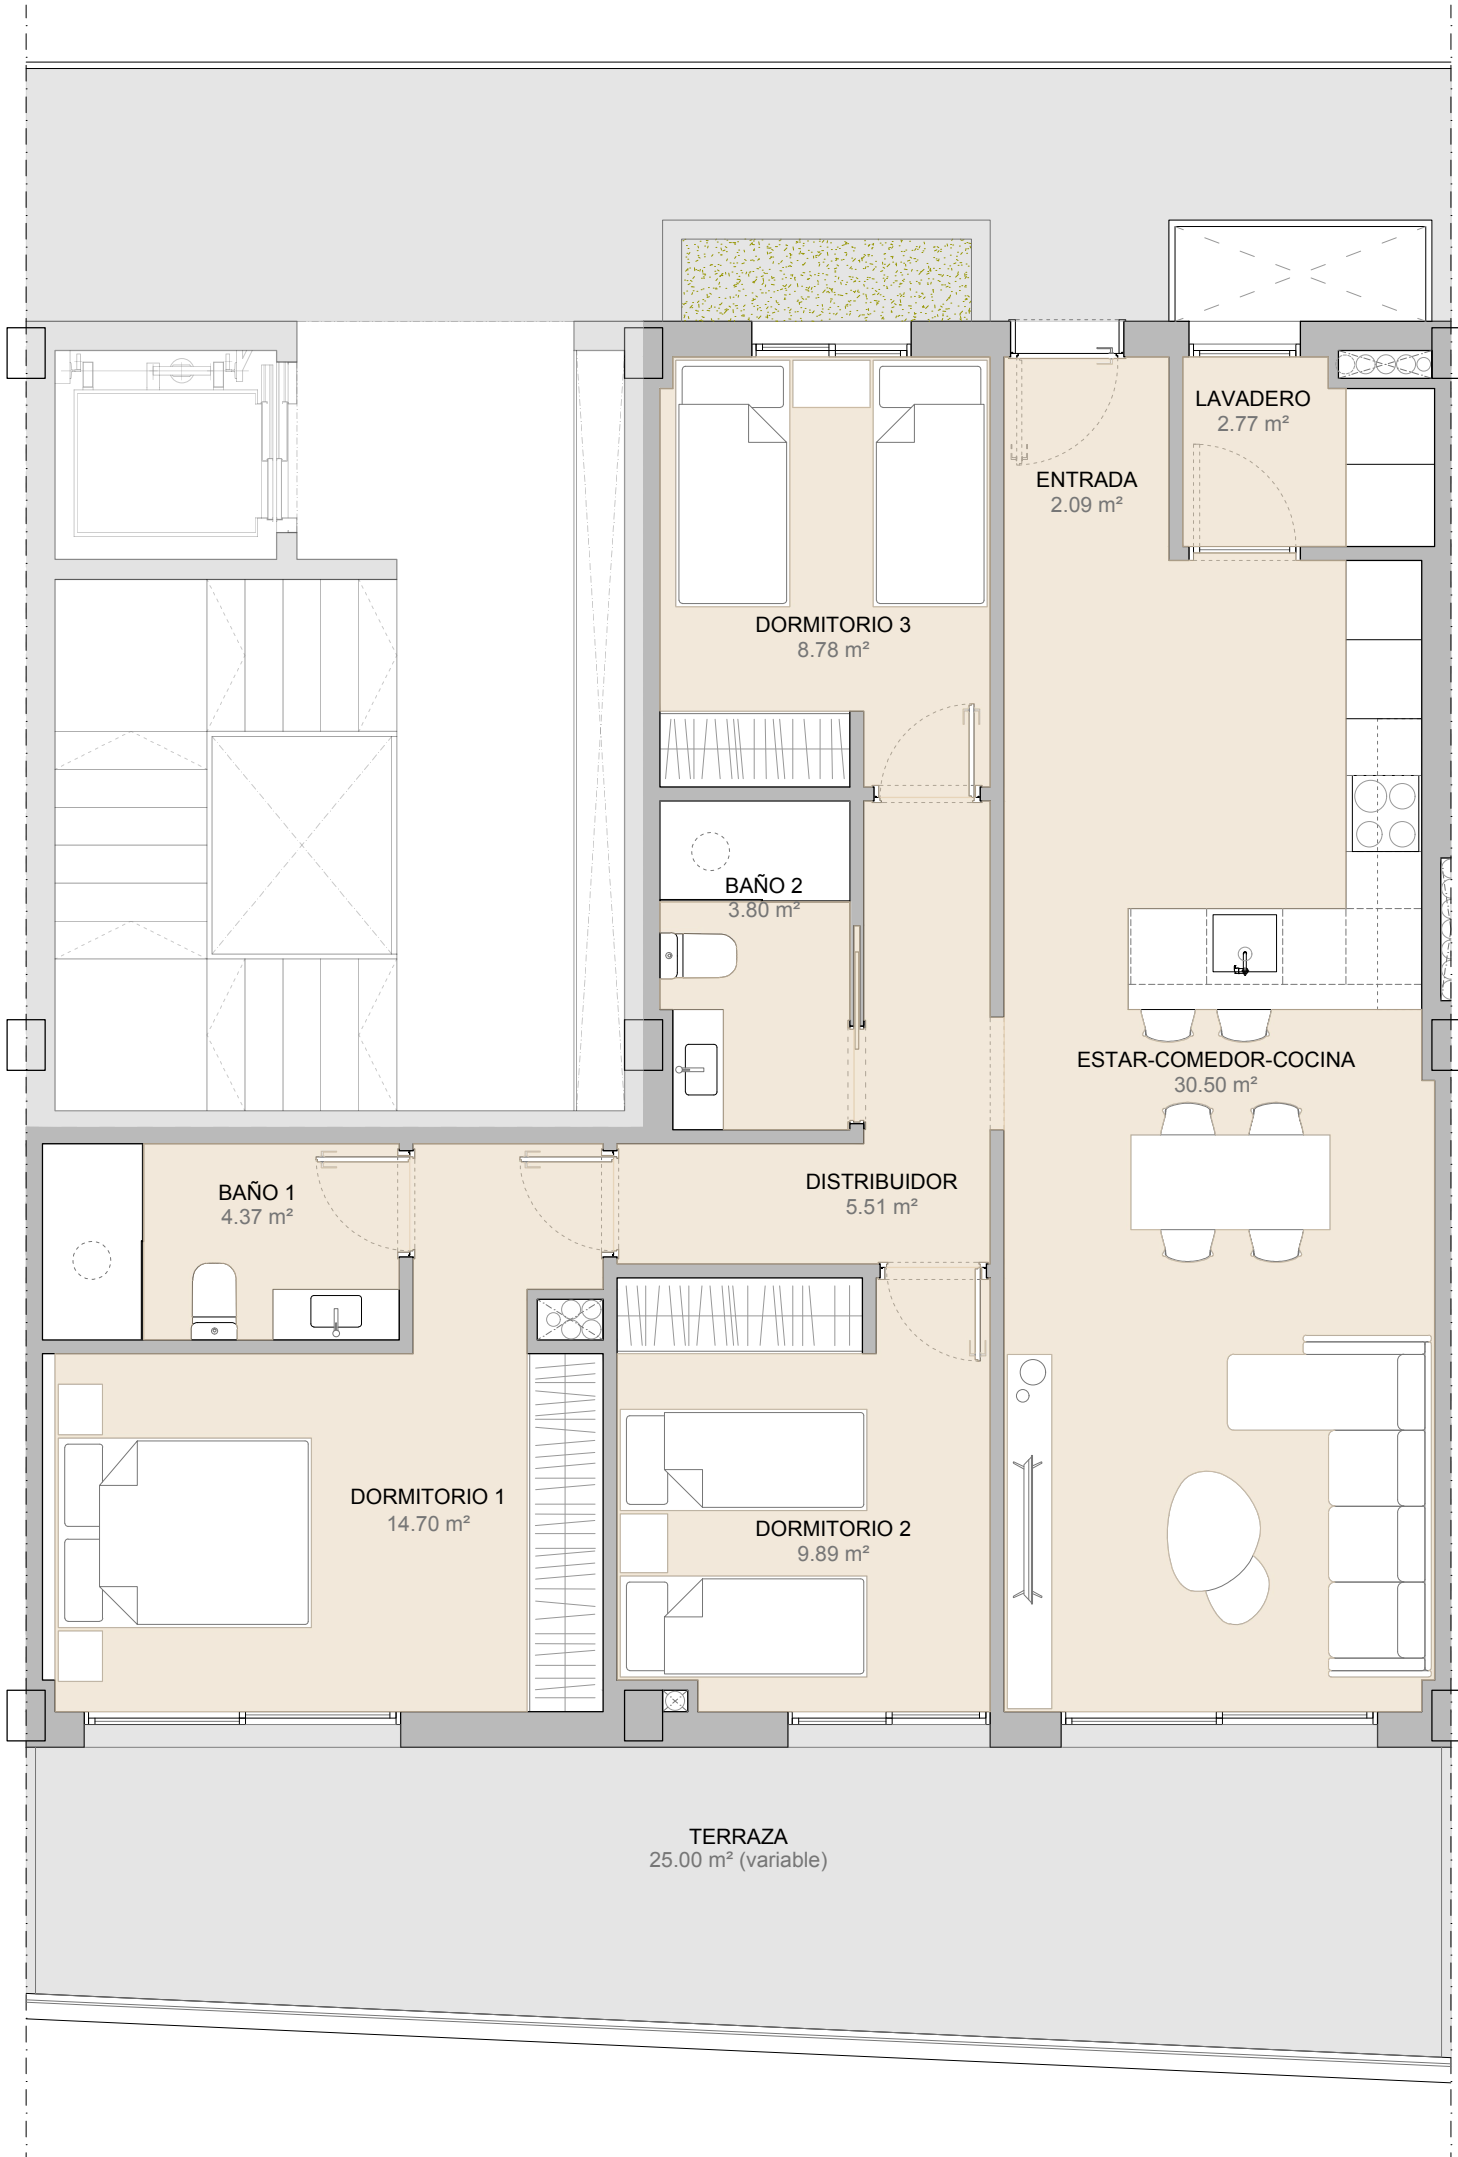 LAVADERO
2.77 m²
ENTRADA
2.09 m²
DORMITORIO 3
8.78 m²
BAÑO 2
3.80 m²
ESTAR-COMEDOR-COCINA
30.50 m²
DISTRIBUIDOR
5.51 m²
BAÑO 1
4.37 m²
DORMITORIO 1
14.70 m²
DORMITORIO 2
9.89 m²
TERRAZA
25.00 m² (variable)